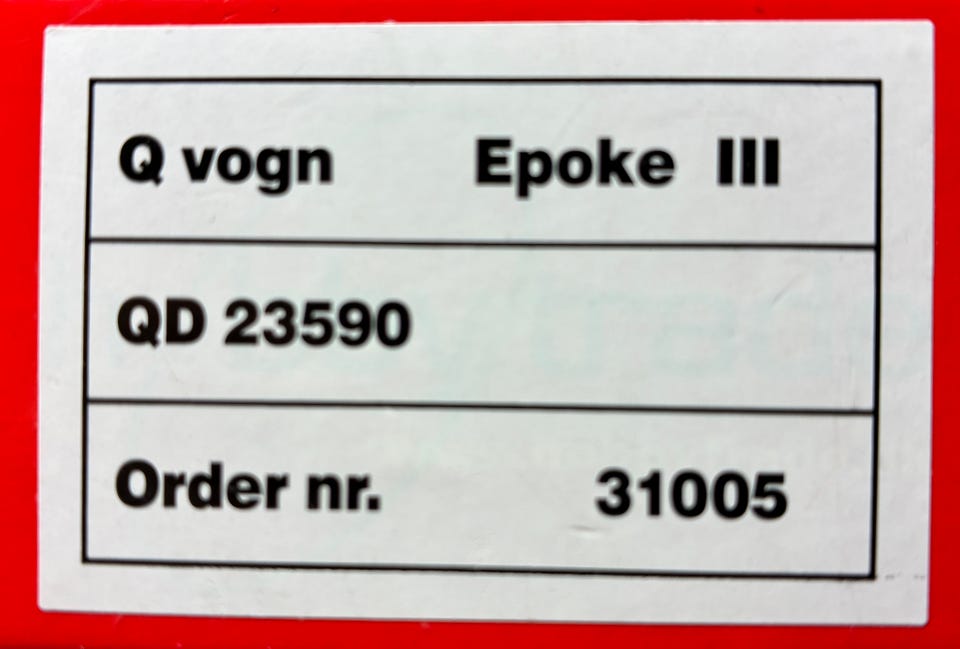 Q vogn Epoke III
QD 23590
Order nr. 31005